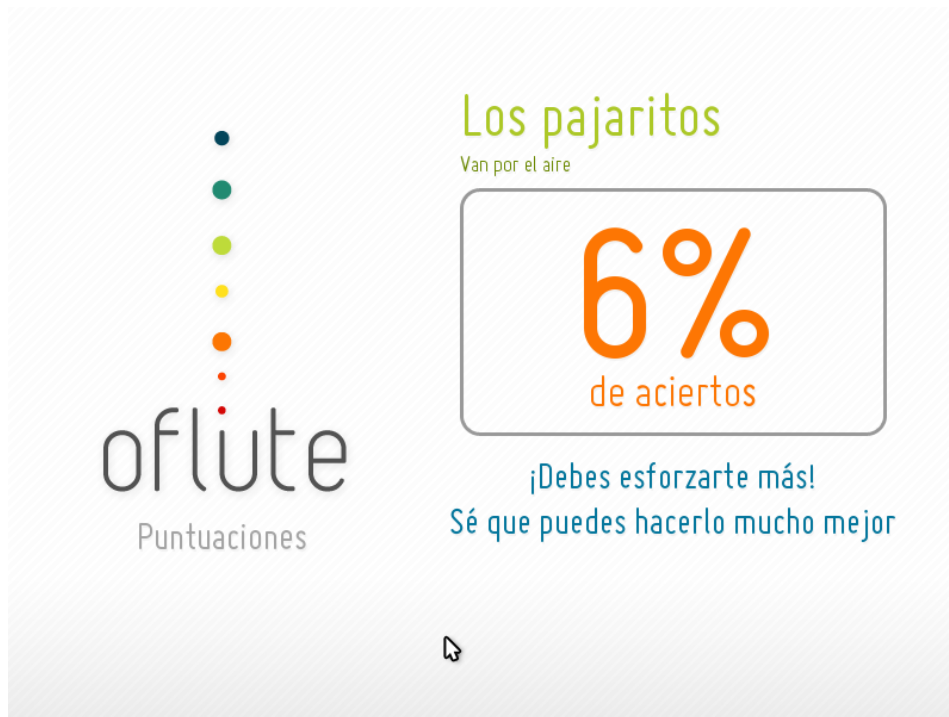 oflute
Puntuaciones
Los pajaritos
Van por el aire
6%
de aciertos
¡Debes esforzarte más!
Sé que puedes hacerlo mucho mejor